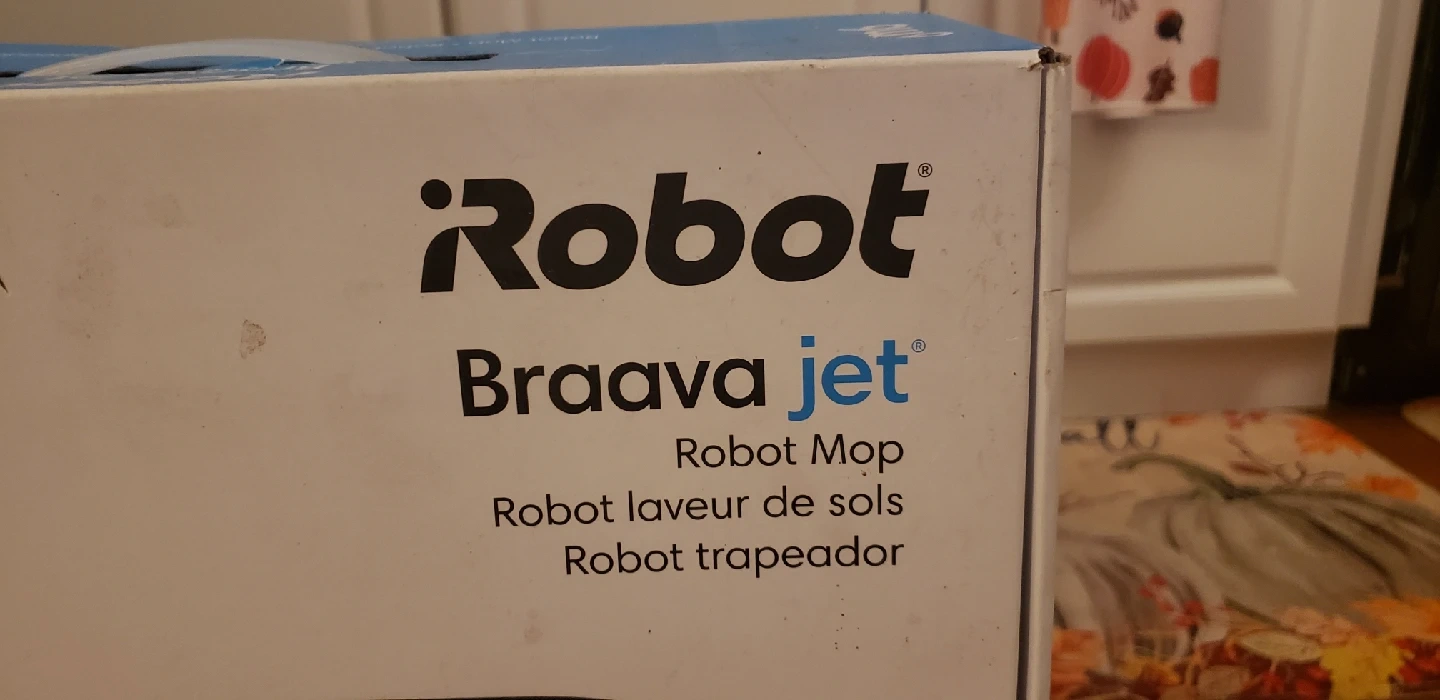 iRobot®
Braava jet®
Robot Mop
Robot laveur de sols
Robot trapeador